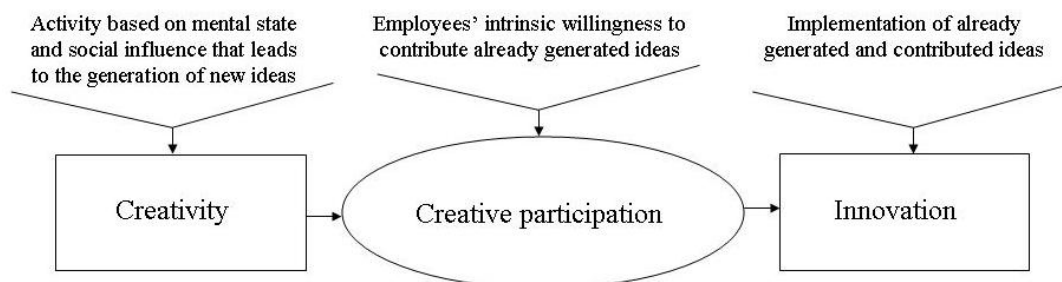 Activity based on mental state
and social influence that leads
to the generation of new ideas
Employees' intrinsic willingness to
contribute already generated ideas
Implementation of already
generated and contributed ideas
Creativity
Creative participation
Innovation